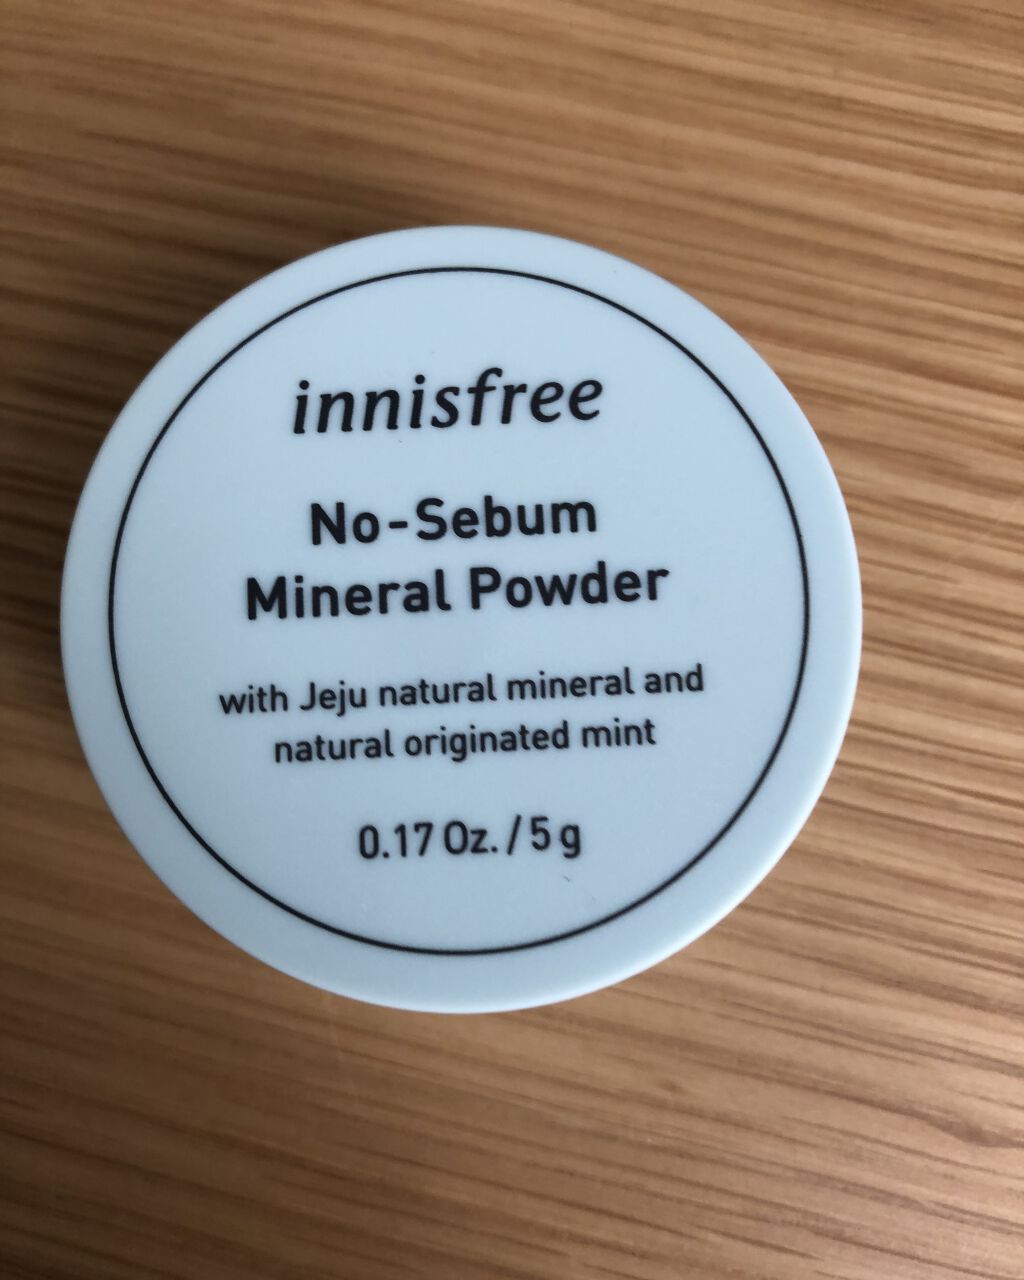 innisfree
No-Sebum
Mineral Powder
with Jeju natural mineral and
natural originated mint
0.17 Oz. / 5 g